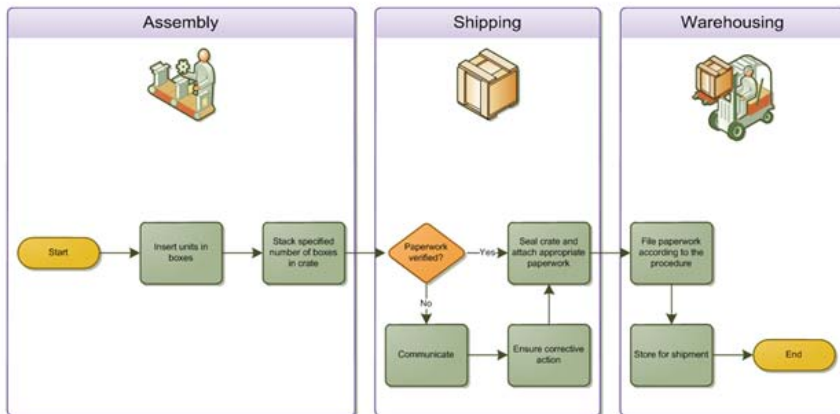 Assembly
Shipping
Warehousing
Start
Insert units in
boxes
Stack specified
number of boxes
in crate
Paperwork
verified?
Yes
Seal crate and
attach appropriate
paperwork
File paperwork
according to the
procedure
No
Communicate
Ensure corrective
action
Store for shipment
End